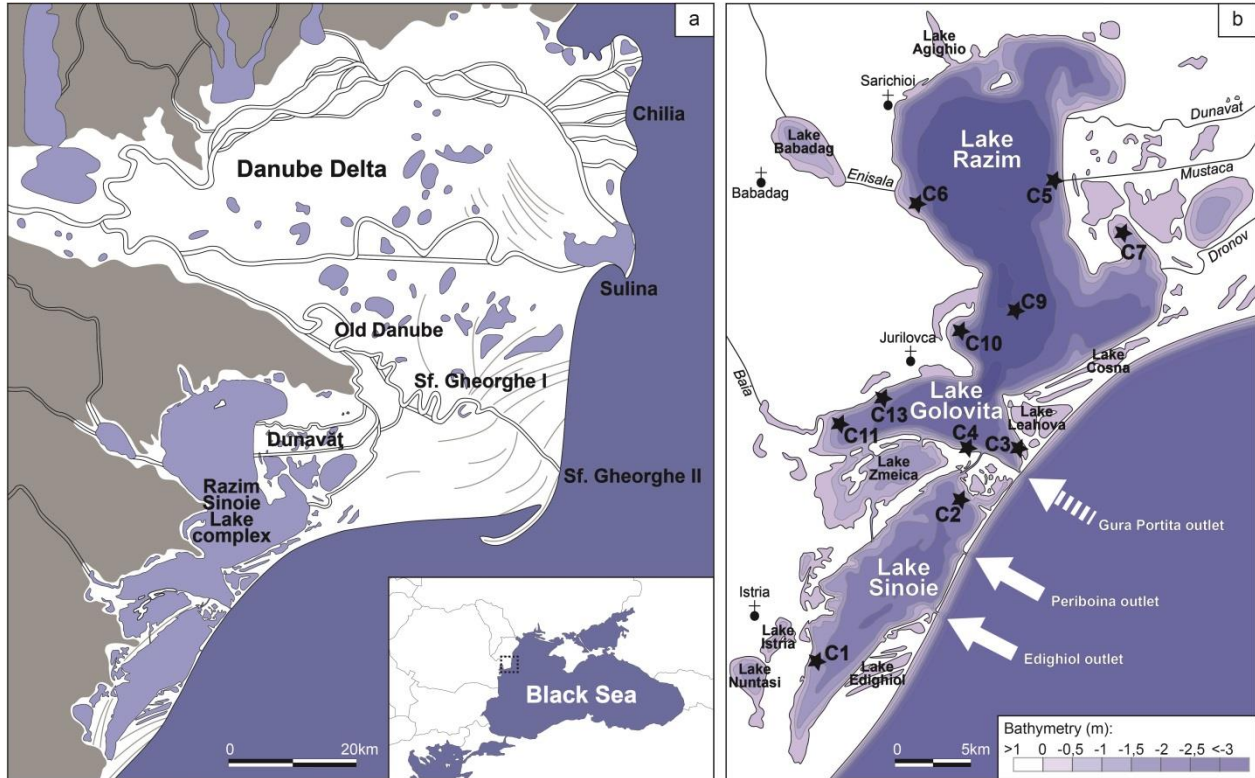 a
Chilia
Danube Delta
Sulina
Old Danube
Sf. Gheorghe I
Dunavăt
Sf. Gheorghe II
Razim
Sinoie
Lake
complex
Black Sea
0 20km
b
Lake
Agighio
Sarichioi
Lake
Razim
Dunavat
Lake
Babadag
Mustaca
Babadag
Enisala
C6
C5
C7
Dronov
C9
C10
Jurilovca
Lake
Cosna
Baia
Lake
Golovita
C13
Lake
Leahova
C11
C4
C3
Lake
Zmeica
C2
Gura Portita outlet
Lake
Sinoie
Periboina outlet
Istria
Lake
Istria
C1
Edighiol outlet
Lake
Nuntasi
Lake
Edighiol
0 5km
Bathymetry (m):
>1 0 -0,5 -1 -1,5 -2 -2,5 <-3